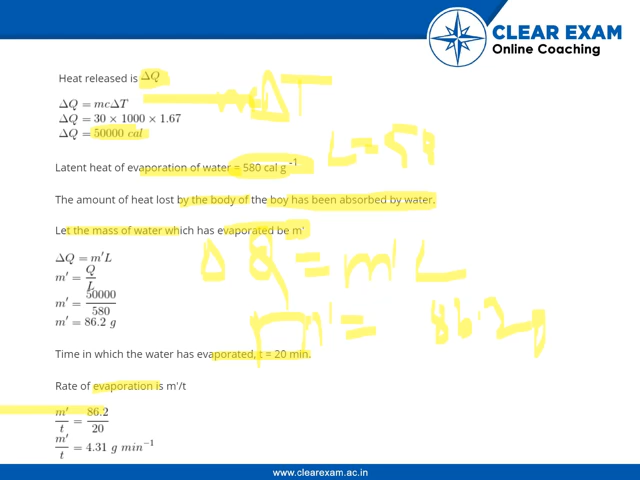 CLEAR EXAM
Online Coaching
Heat released is ΔQ
ΔQ = mcΔT
ΔQ = 30 × 1000 × 1.67
ΔQ = 50000 cal
ΔT
Latent heat of evaporation of water = 580 cal g⁻¹
L = 59
The amount of heat lost by the body of the boy has been absorbed by water.
Let the mass of water which has evaporated be m'
ΔQ = m'L
m' = Q/L
m' = 50000/580
m' = 86.2 g
Δ Q = m' L
m' = 86.2 g
Time in which the water has evaporated, t = 20 min.
Rate of evaporation is m'/t
m'/t = 86.2/20
m'/t = 4.31 g min⁻¹
www.clearexam.ac.in